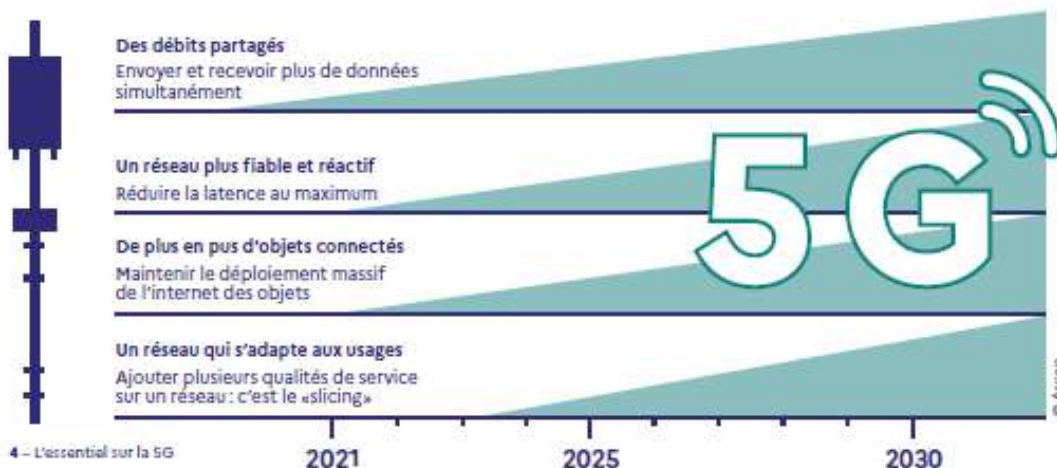 Des débits partagés
Envoyer et recevoir plus de données
simultanément
Un réseau plus fiable et réactif
Réduire la latence au maximum
5G
De plus en pus d'objets connectés
Maintenir le déploiement massif
de l'internet des objets
Un réseau qui s'adapte aux usages
Ajouter plusieurs qualités de service
sur un réseau : c'est le «slicing»
4 – L'essentiel sur la 5G
2021 2025 2030